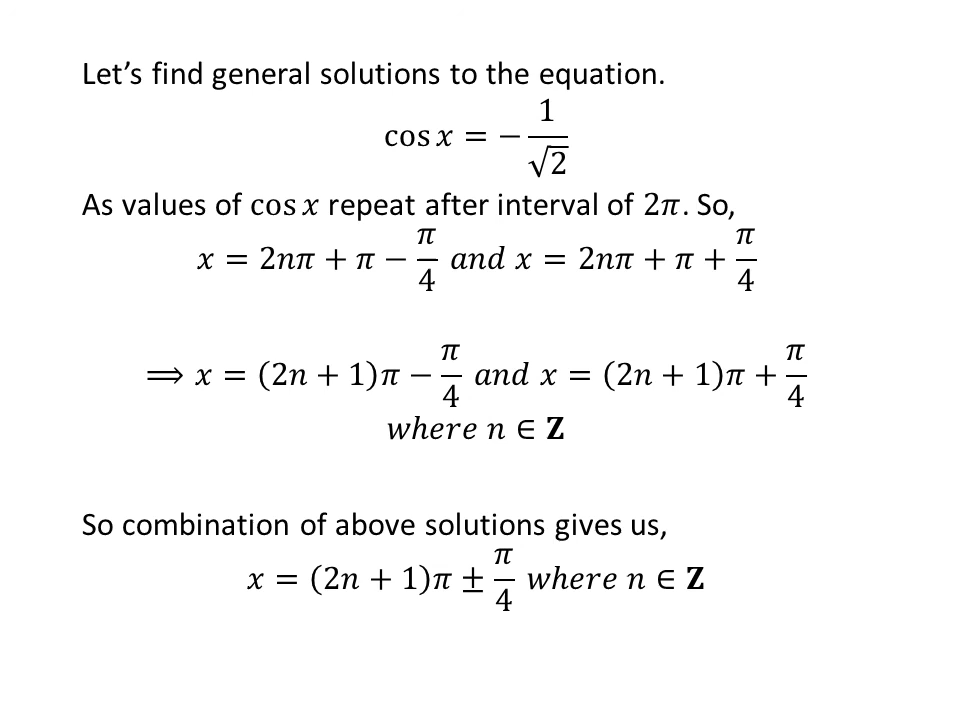 Let’s find general solutions to the equation.
cos 𝑥 = −1/√2
As values of cos 𝑥 repeat after interval of 2𝜋. So,
𝑥 = 2𝑛𝜋 + 𝜋 − 𝜋/4 𝑎𝑛𝑑 𝑥 = 2𝑛𝜋 + 𝜋 + 𝜋/4
⟹ 𝑥 = (2𝑛 + 1)𝜋 − 𝜋/4 𝑎𝑛𝑑 𝑥 = (2𝑛 + 1)𝜋 + 𝜋/4
𝑤ℎ𝑒𝑟𝑒 𝑛 ∈ 𝐙
So combination of above solutions gives us,
𝑥 = (2𝑛 + 1)𝜋 ± 𝜋/4 𝑤ℎ𝑒𝑟𝑒 𝑛 ∈ 𝐙